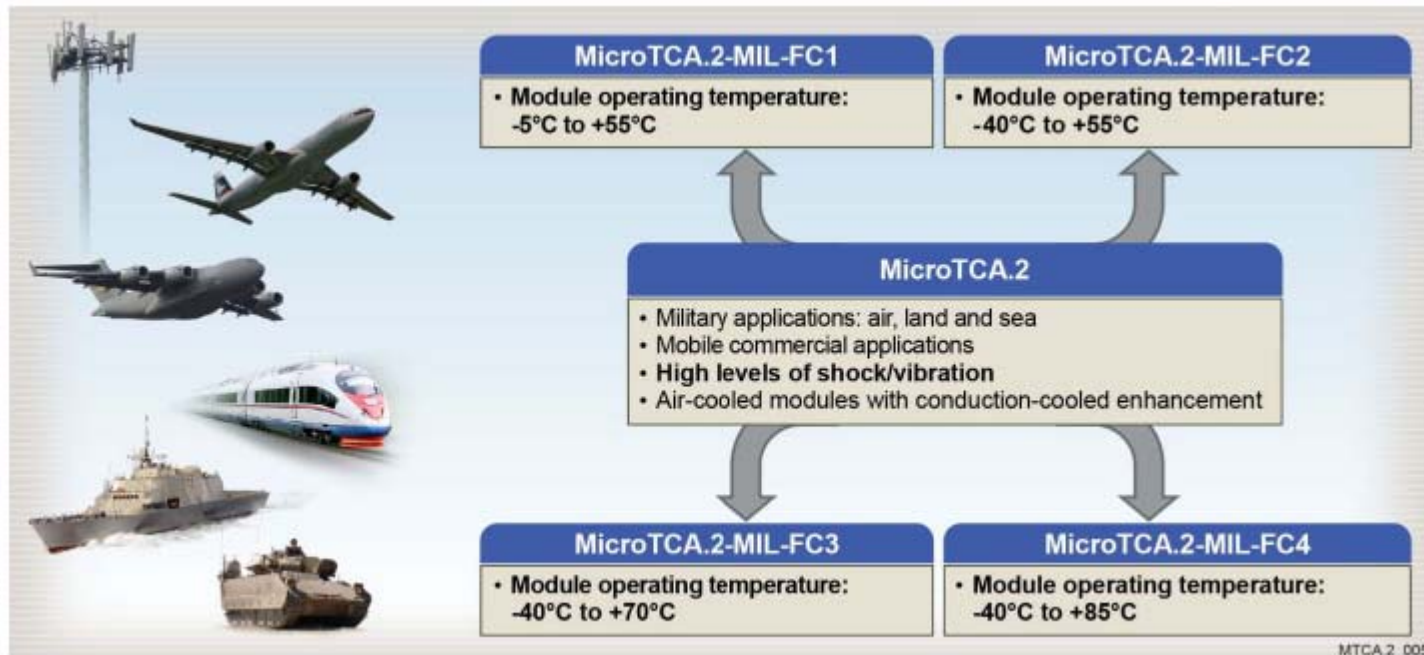 MicroTCA.2-MIL-FC1
• Module operating temperature:
-5°C to +55°C
MicroTCA.2-MIL-FC2
• Module operating temperature:
-40°C to +55°C
MicroTCA.2
• Military applications: air, land and sea
• Mobile commercial applications
• High levels of shock/vibration
• Air-cooled modules with conduction-cooled enhancement
MicroTCA.2-MIL-FC3
• Module operating temperature:
-40°C to +70°C
MicroTCA.2-MIL-FC4
• Module operating temperature:
-40°C to +85°C